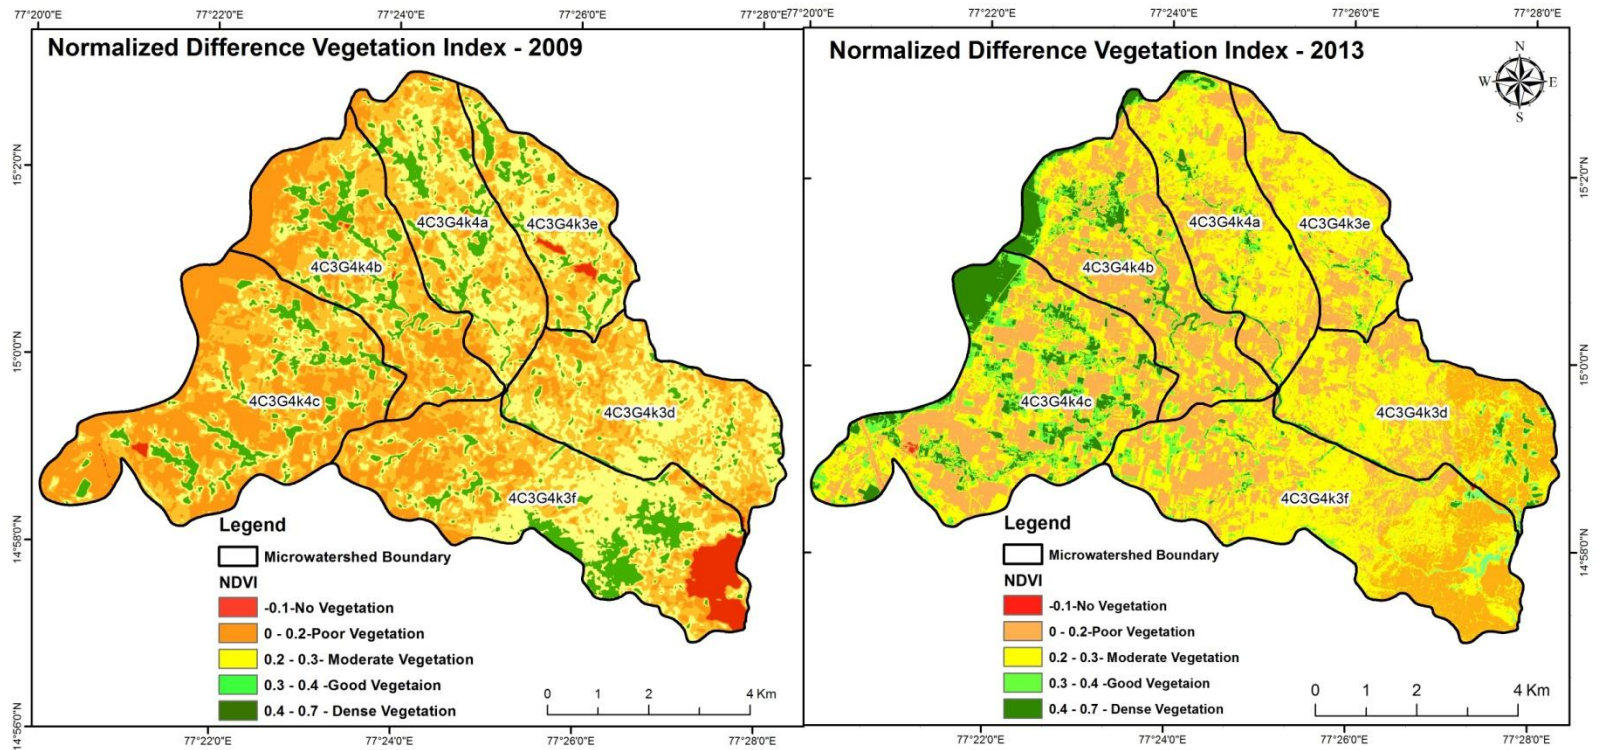 77°20'0"E 77°22'0"E 77°24'0"E 77°26'0"E 77°28'0"E
Normalized Difference Vegetation Index - 2009
15°2'0"N
15°0'0"N
14°58'0"N
14°56'0"N
4C3G4k4a
4C3G4k3e
4C3G4k4b
4C3G4k4c
4C3G4k3d
4C3G4k3f
Legend
Microwatershed Boundary
NDVI
-0.1-No Vegetation
0 - 0.2-Poor Vegetation
0.2 - 0.3- Moderate Vegetation
0.3 - 0.4 -Good Vegetaion
0.4 - 0.7 - Dense Vegetation
0 1 2 4 Km
77°20'0"E 77°22'0"E 77°24'0"E 77°26'0"E 77°28'0"E
77°20'0"E 77°22'0"E 77°24'0"E 77°26'0"E 77°28'0"E
Normalized Difference Vegetation Index - 2013
N
W E
S
15°2'0"N
15°0'0"N
14°58'0"N
4C3G4k4a
4C3G4k3e
4C3G4k4b
4C3G4k4c
4C3G4k3d
4C3G4k3f
Legend
Microwatershed Boundary
NDVI
-0.1-No Vegetation
0 - 0.2-Poor Vegetation
0.2 - 0.3- Moderate Vegetation
0.3 - 0.4 -Good Vegetaion
0.4 - 0.7 - Dense Vegetation
0 1 2 4 Km
77°22'0"E 77°24'0"E 77°26'0"E 77°28'0"E